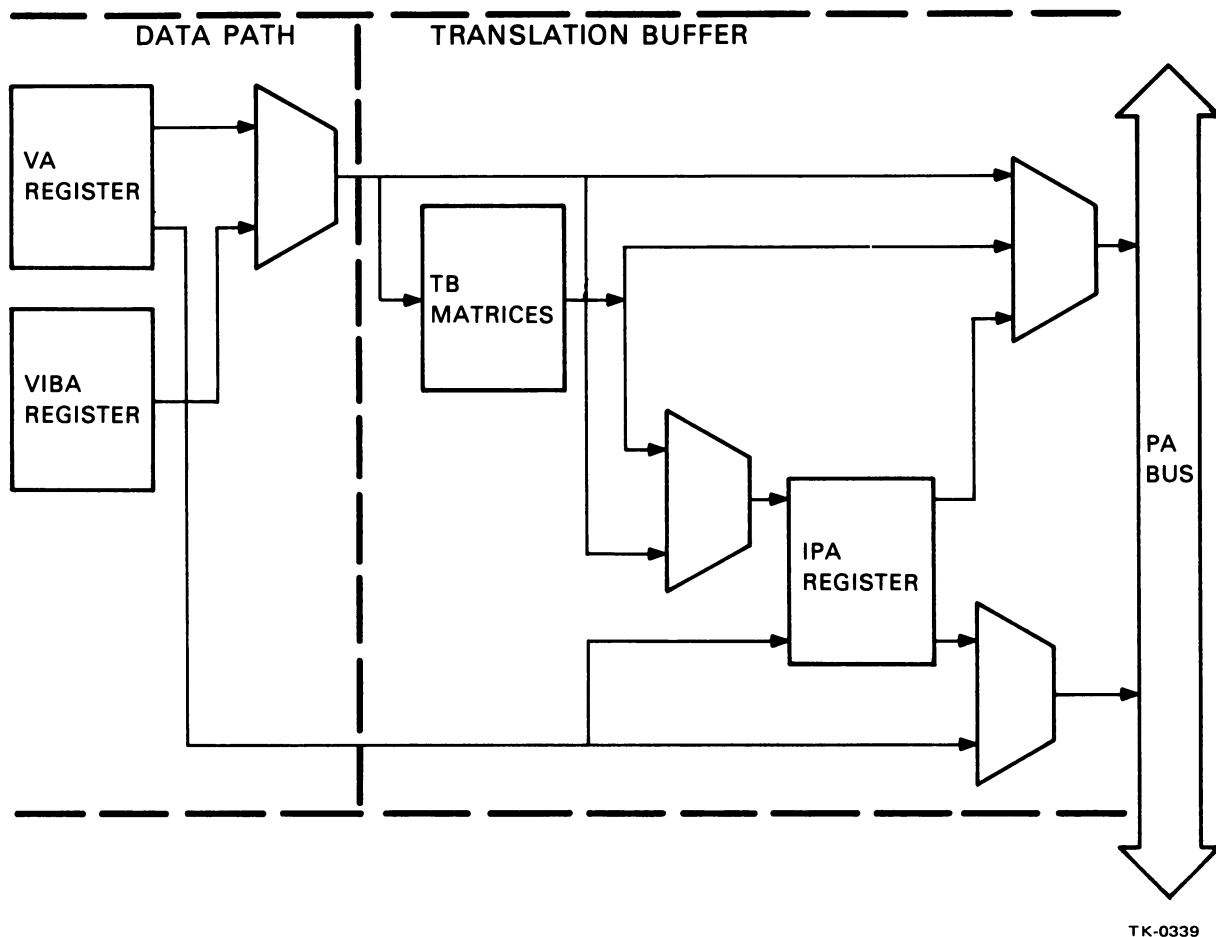 DATA PATH
TRANSLATION BUFFER
VA
REGISTER
VIBA
REGISTER
TB
MATRICES
IPA
REGISTER
PA
BUS
TK-0339